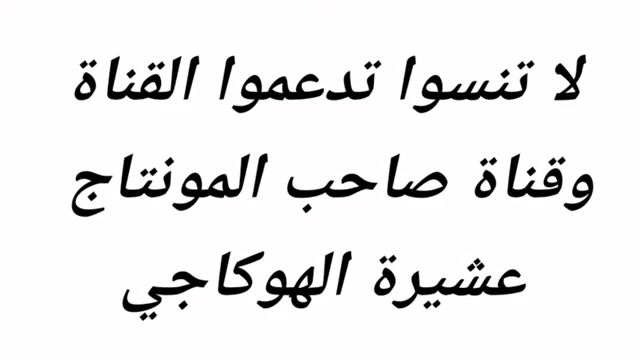 لا تنسوا تدعموا القناة
وقناة صاحب المونتاج
عشيرة الهوكاجي